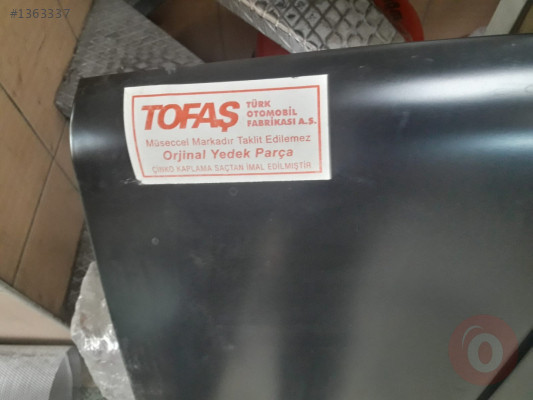 #1363337
TOFAŞ
TÜRK
OTOMOBİL
FABRİKASI A.Ş.
Müseccel Markadır Taklit Edilemez
Orjinal Yedek Parça
ÇİNKO KAPLAMA SAÇTAN İMAL EDİLMİŞTİR